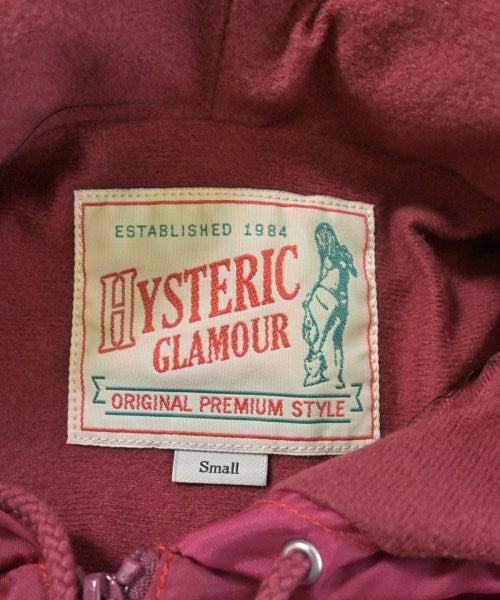 ESTABLISHED 1984
HYSTERIC
GLAMOUR
ORIGINAL PREMIUM STYLE
Small